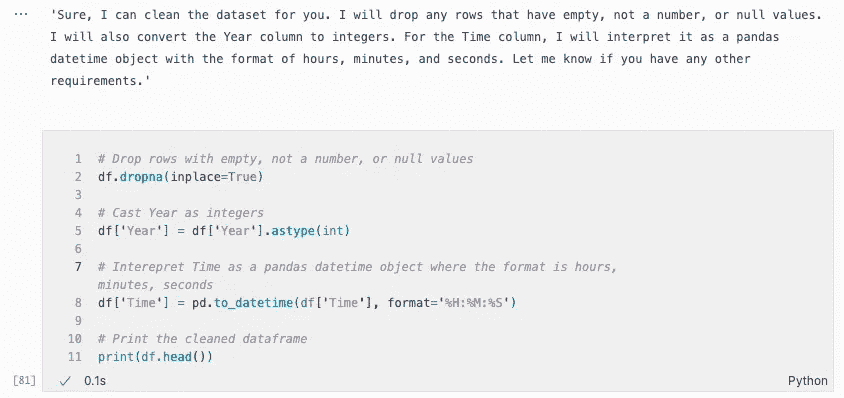 ...
'Sure, I can clean the dataset for you. I will drop any rows that have empty, not a number, or null values.
I will also convert the Year column to integers. For the Time column, I will interpret it as a pandas
datetime object with the format of hours, minutes, and seconds. Let me know if you have any other
requirements.'
1 # Drop rows with empty, not a number, or null values
2 df.dropna(inplace=True)
3
4 # Cast Year as integers
5 df['Year'] = df['Year'].astype(int)
6
7 # Interepret Time as a pandas datetime object where the format is hours,
minutes, seconds
8 df['Time'] = pd.to_datetime(df['Time'], format='%H:%M:%S')
9
10 # Print the cleaned dataframe
11 print(df.head())
[81] ✓ 0.1s Python